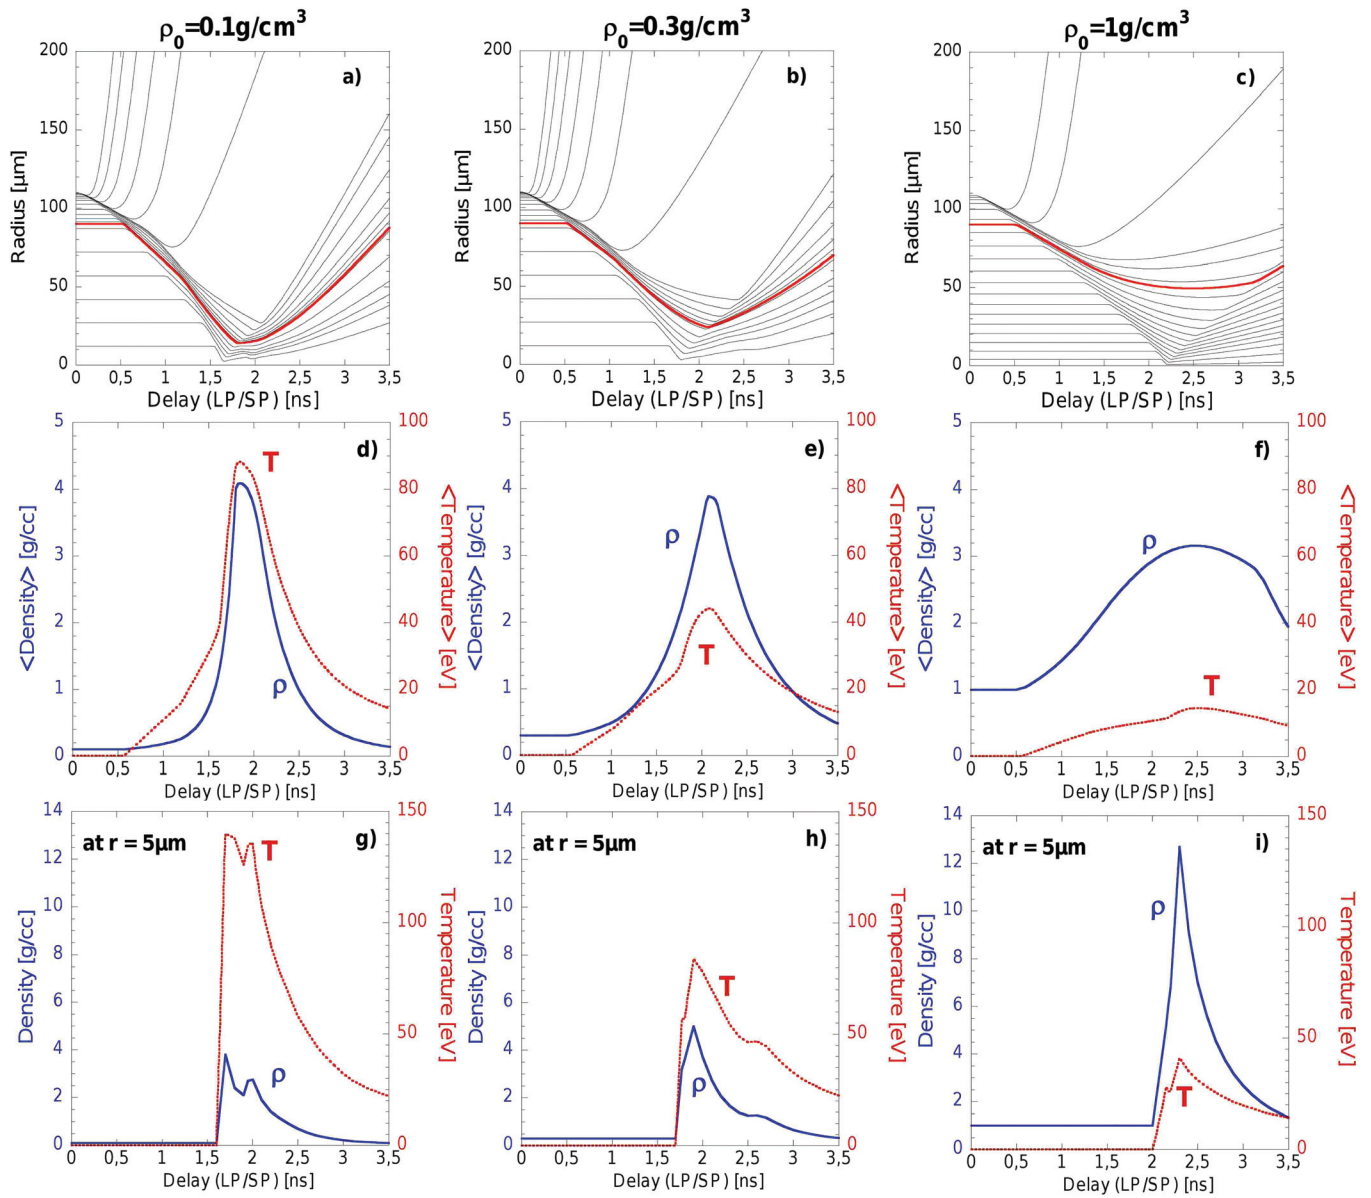 ρ₀=0.1g/cm³
ρ₀=0.3g/cm³
ρ₀=1g/cm³
200
150
100
50
0
Radius [µm]
a)
0 0,5 1 1,5 2 2,5 3 3,5
Delay (LP/SP) [ns]
200
150
100
50
0
Radius [µm]
b)
0 0,5 1 1,5 2 2,5 3 3,5
Delay (LP/SP) [ns]
200
150
100
50
0
Radius [µm]
c)
0 0,5 1 1,5 2 2,5 3 3,5
Delay (LP/SP) [ns]
5
4
3
2
1
0
<Density> [g/cc]
d)
T
ρ
100
80
60
40
20
0
<Temperature> [eV]
0 0,5 1 1,5 2 2,5 3 3,5
Delay (LP/SP) [ns]
5
4
3
2
1
0
<Density> [g/cc]
e)
ρ
T
100
80
60
40
20
0
<Temperature> [eV]
0 0,5 1 1,5 2 2,5 3 3,5
Delay (LP/SP) [ns]
5
4
3
2
1
0
<Density> [g/cc]
f)
ρ
T
100
80
60
40
20
0
<Temperature> [eV]
0 0,5 1 1,5 2 2,5 3 3,5
Delay (LP/SP) [ns]
14
12
10
8
6
4
2
0
Density [g/cc]
at r = 5µm
g)
T
ρ
150
100
50
0
Temperature [eV]
0 0,5 1 1,5 2 2,5 3 3,5
Delay (LP/SP) [ns]
14
12
10
8
6
4
2
0
Density [g/cc]
at r = 5µm
h)
T
ρ
150
100
50
0
Temperature [eV]
0 0,5 1 1,5 2 2,5 3 3,5
Delay (LP/SP) [ns]
14
12
10
8
6
4
2
0
Density [g/cc]
at r = 5µm
i)
ρ
T
150
100
50
0
Temperature [eV]
0 0,5 1 1,5 2 2,5 3 3,5
Delay (LP/SP) [ns]